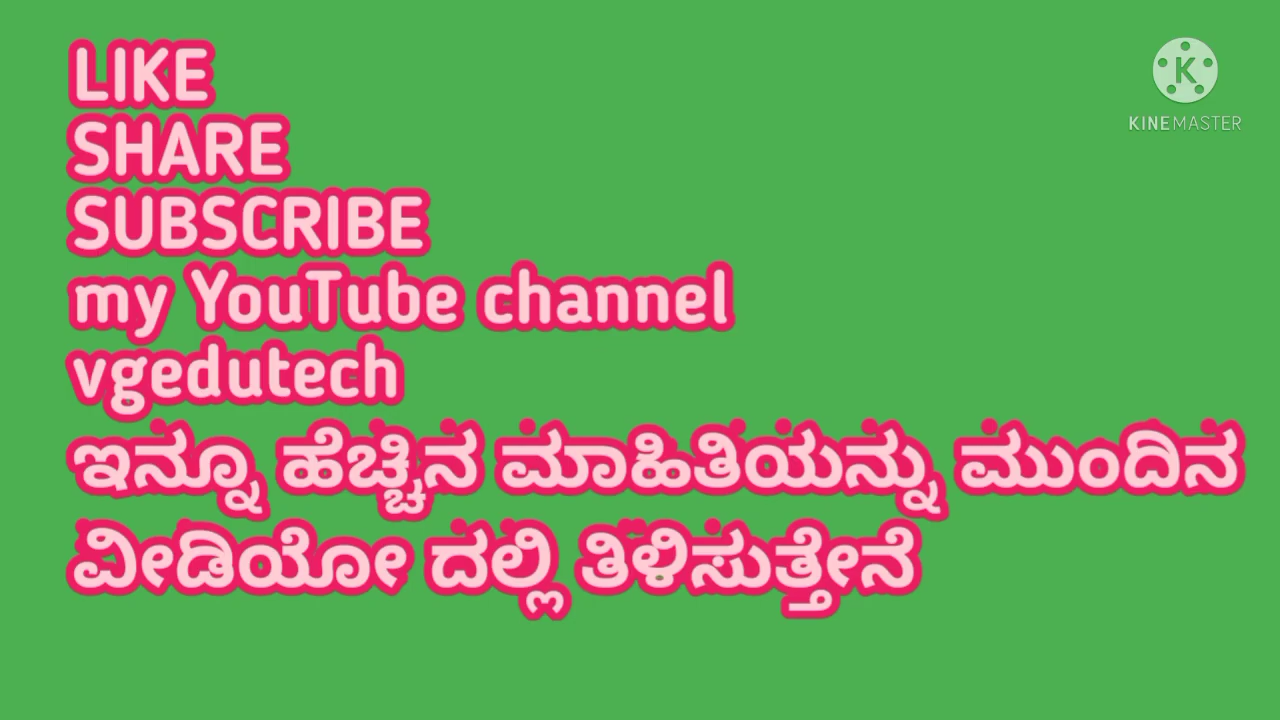 LIKE
SHARE
SUBSCRIBE
my YouTube channel
vgedutech
ಇನ್ನೂ ಹೆಚ್ಚಿನ ಮಾಹಿತಿಯನ್ನು ಮುಂದಿನ
ವೀಡಿಯೋ ದಲ್ಲಿ ತಿಳಿಸುತ್ತೇನೆ
K
KINEMASTER